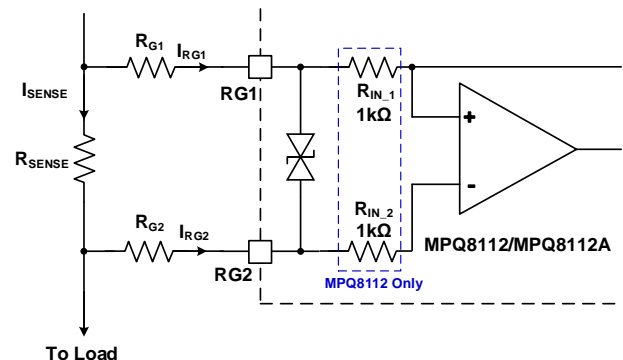 RG1
IRG1
RG1
ISENSE
RIN_1
1kΩ
+
RSENSE
-
RG2
IRG2
RIN_2
1kΩ
MPQ8112/MPQ8112A
RG2
MPQ8112 Only
To Load